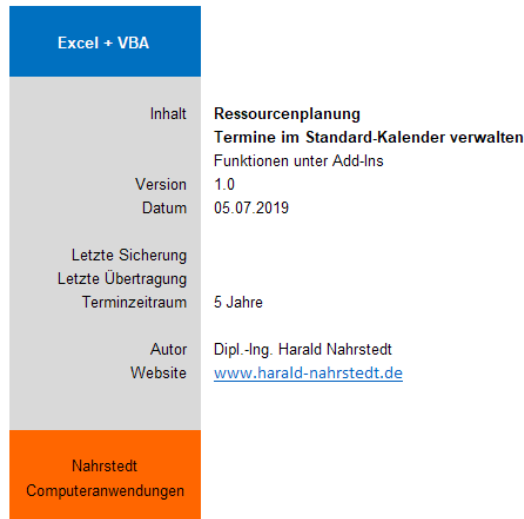 Excel + VBA
Inhalt Ressourcenplanung
Termine im Standard-Kalender verwalten
Funktionen unter Add-Ins
Version 1.0
Datum 05.07.2019
Letzte Sicherung
Letzte Übertragung
Terminzeitraum 5 Jahre
Autor Dipl.-Ing. Harald Nahrstedt
Website www.harald-nahrstedt.de
Nahrstedt
Computeranwendungen